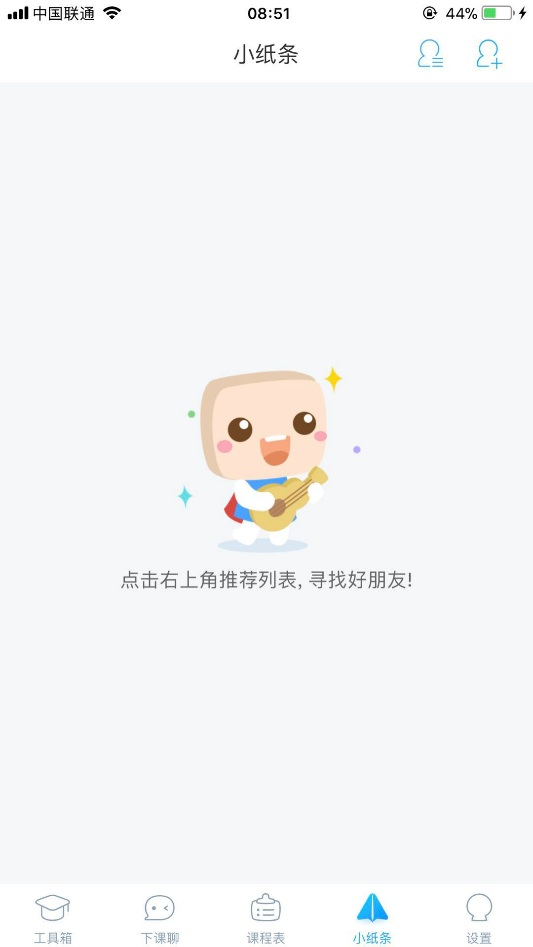 中国联通
08:51
44%
小纸条
点击右上角推荐列表, 寻找好朋友!
工具箱
下课聊
课程表
小纸条
设置